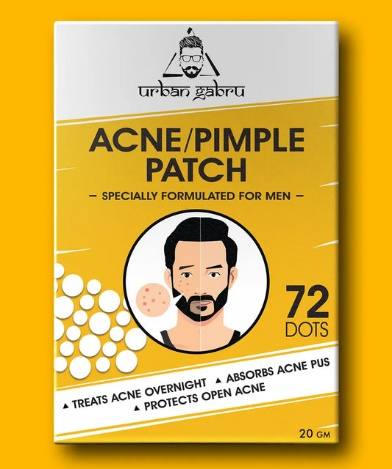 urban gabru
ACNE/PIMPLE
PATCH
– SPECIALLY FORMULATED FOR MEN –
72
DOTS
▲ TREATS ACNE OVERNIGHT ▲ ABSORBS ACNE PUS
▲ PROTECTS OPEN ACNE
20 GM